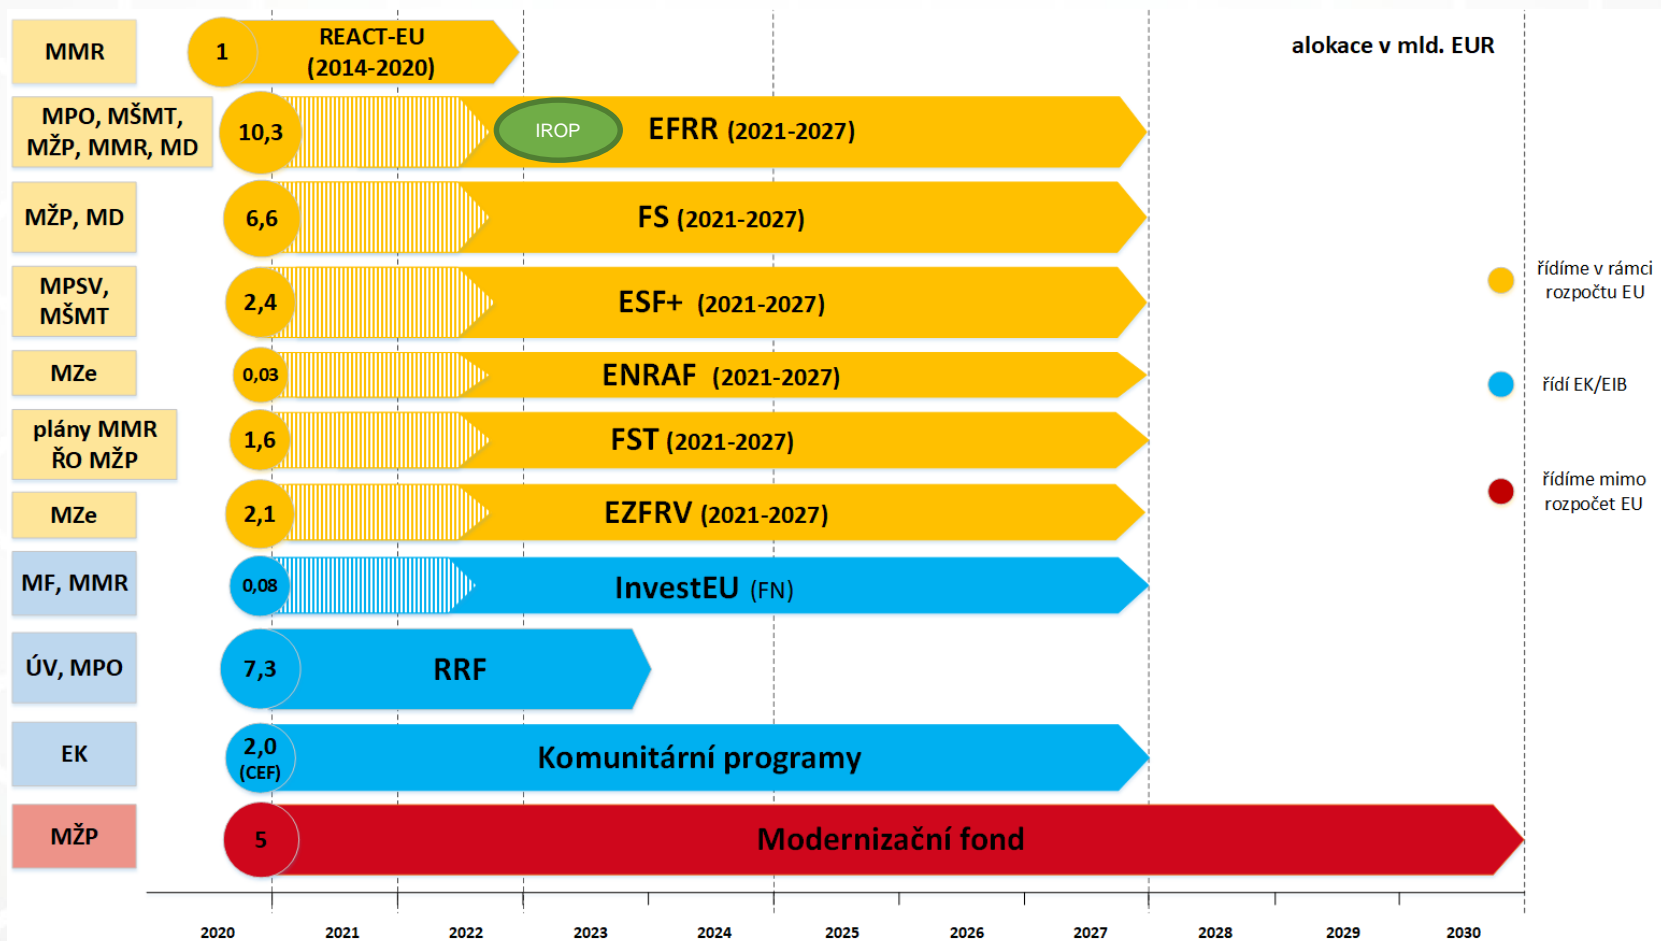 alokace v mld. EUR
MMR
1
REACT-EU
(2014-2020)
MPO, MŠMT,
MŽP, MMR, MD
10,3
IROP
EFRR (2021-2027)
MŽP, MD
6,6
FS (2021-2027)
MPSV,
MŠMT
2,4
ESF+ (2021-2027)
MZe
0,03
ENRAF (2021-2027)
plány MMR
ŘO MŽP
1,6
FST (2021-2027)
MZe
2,1
EZFRV (2021-2027)
MF, MMR
0,08
InvestEU (FN)
ÚV, MPO
7,3
RRF
EK
2,0
(CEF)
Komunitární programy
MŽP
5
Modernizační fond
řídíme v rámci
rozpočtu EU
řídí EK/EIB
řídíme mimo
rozpočet EU
2020 2021 2022 2023 2024 2025 2026 2027 2028 2029 2030